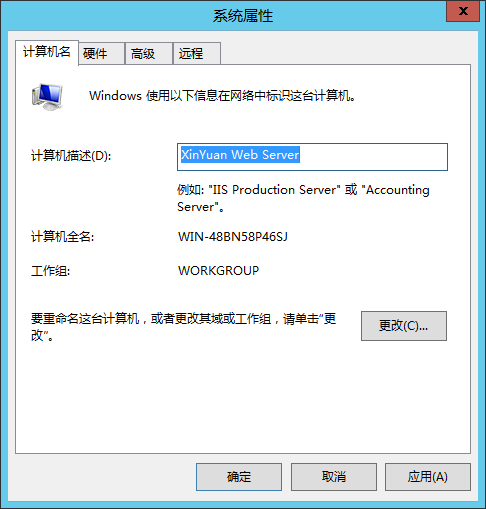 系统属性
x
计算机名 硬件 高级 远程
Windows 使用以下信息在网络中标识这台计算机。
计算机描述(D): XinYuan Web Server
例如: "IIS Production Server" 或 "Accounting
Server"。
计算机全名: WIN-48BN58P46SJ
工作组: WORKGROUP
要重命名这台计算机，或者更改其域或工作组，请单击"更
改"。
更改(C)...
确定 取消 应用(A)